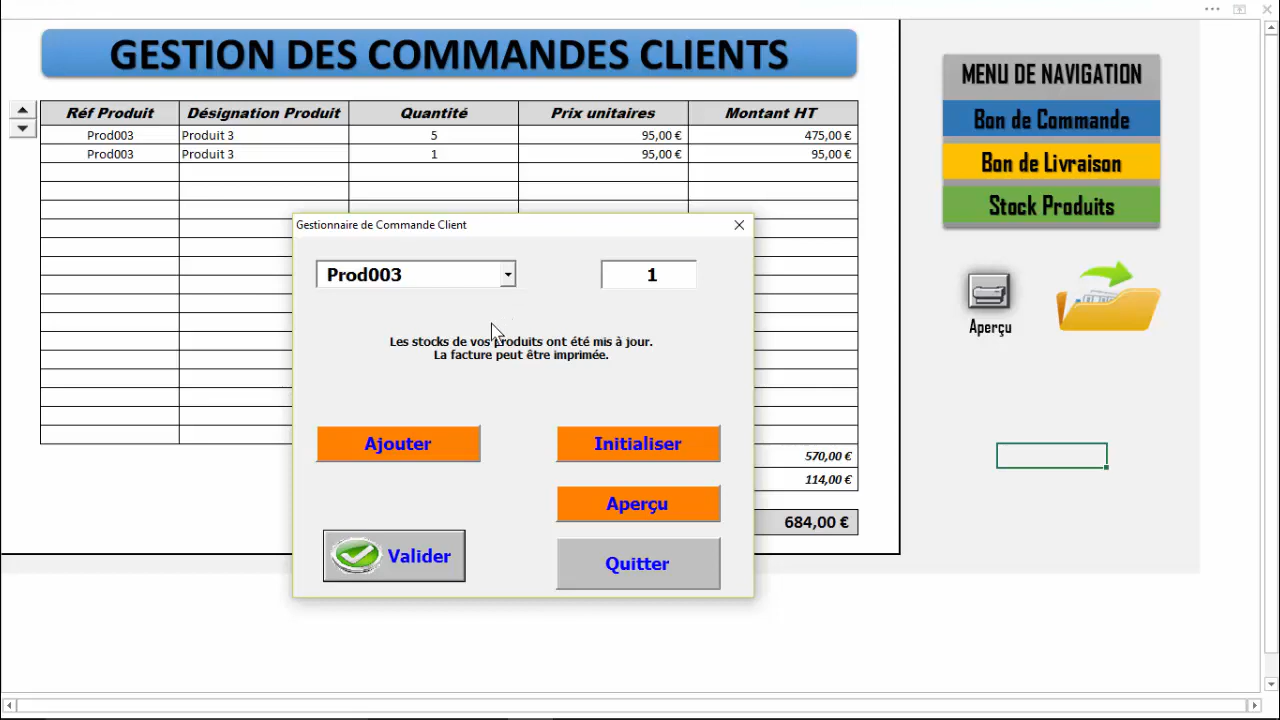 GESTION DES COMMANDES CLIENTS
Réf Produit Désignation Produit Quantité Prix unitaires Montant HT
Prod003 Produit 3 5 95,00 € 475,00 €
Prod003 Produit 3 1 95,00 € 95,00 €
570,00 €
114,00 €
684,00 €
Gestionnaire de Commande Client
Prod003 1
Les stocks de vos produits ont été mis à jour.
La facture peut être imprimée.
Ajouter Initialiser
Aperçu
Valider Quitter
MENU DE NAVIGATION
Bon de Commande
Bon de Livraison
Stock Produits
Aperçu